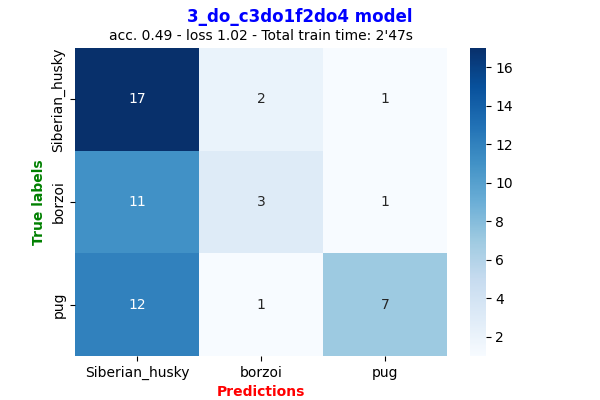 3_do_c3do1f2do4 model
acc. 0.49 - loss 1.02 - Total train time: 2'47s
True labels
Siberian_husky
17 2 1
borzoi
11 3 1
pug
12 1 7
Siberian_husky borzoi pug
Predictions
16
14
12
10
8
6
4
2